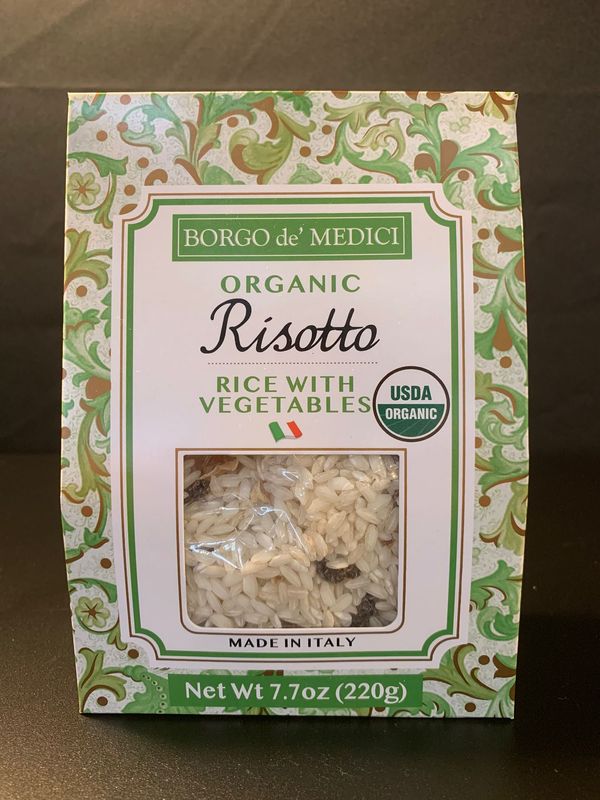 BORGO de' MEDICI
ORGANIC
Risotto
RICE WITH
VEGETABLES
USDA
ORGANIC
MADE IN ITALY
Net Wt 7.7oz (220g)